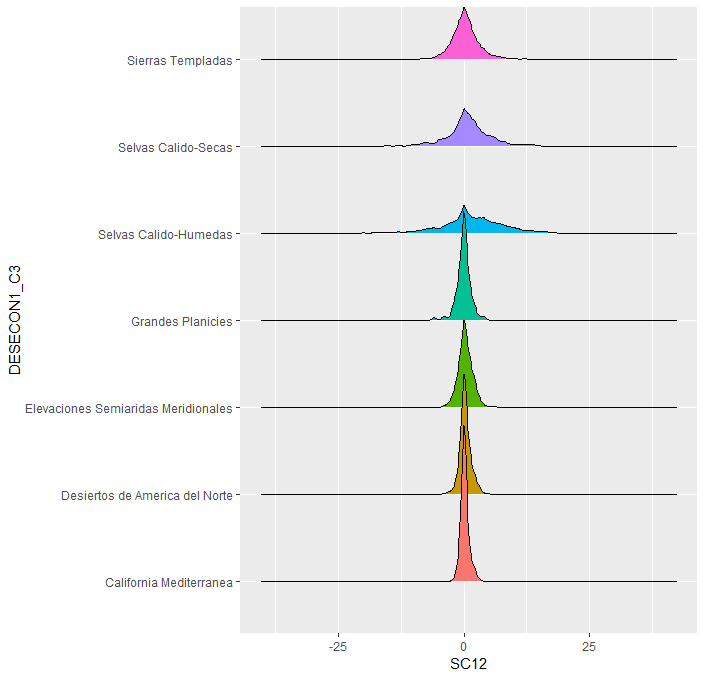 DESECON1_C3
Sierras Templadas
Selvas Calido-Secas
Selvas Calido-Humedas
Grandes Planicies
Elevaciones Semiaridas Meridionales
Desiertos de America del Norte
California Mediterranea
-25 0 25
SC12